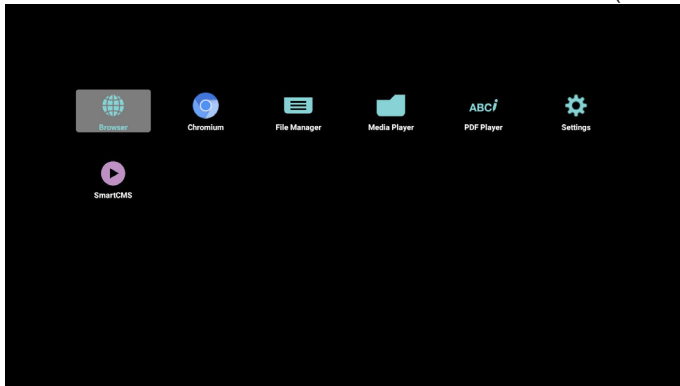 Browser
Chromium
File Manager
Media Player
ABCi
PDF Player
Settings
SmartCMS